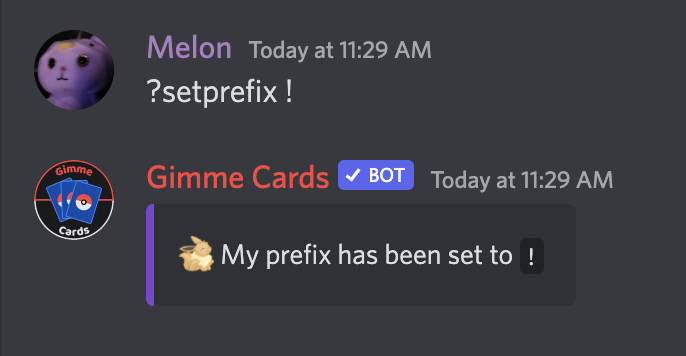 Melon Today at 11:29 AM
?setprefix !
Gimme
Cards
Gimme Cards ✓ BOT Today at 11:29 AM
My prefix has been set to !